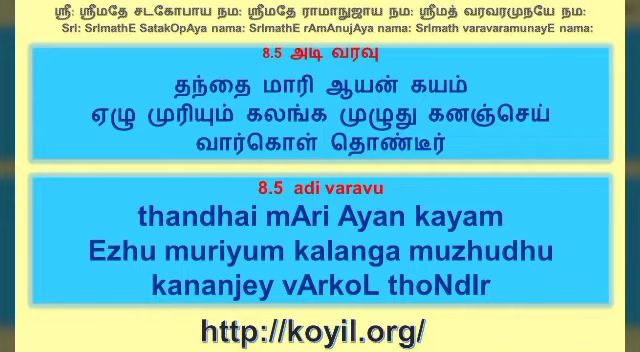 ஸ்ரீ: ஸ்ரீமதே சடகோபாய நம: ஸ்ரீமதே ராமாநுஜாய நம: ஸ்ரீமத் வரவரமுநயே நம:
SrI: SrImathE SatakOpAya nama: SrImathE rAmAnujAya nama: SrImath varavaramunayE nama:
8.5 அடி வரவு
தந்தை மாரி ஆயன் கயம்
ஏழு முரியும் கலங்க முழுது கனஞ்செய்
வார்கொள் தொண்டீர்
8.5 adi varavu
thandhai mAri Ayan kayam
Ezhu muriyum kalanga muzhudhu
kananjey vArkoL thoNdIr
http://koyil.org/